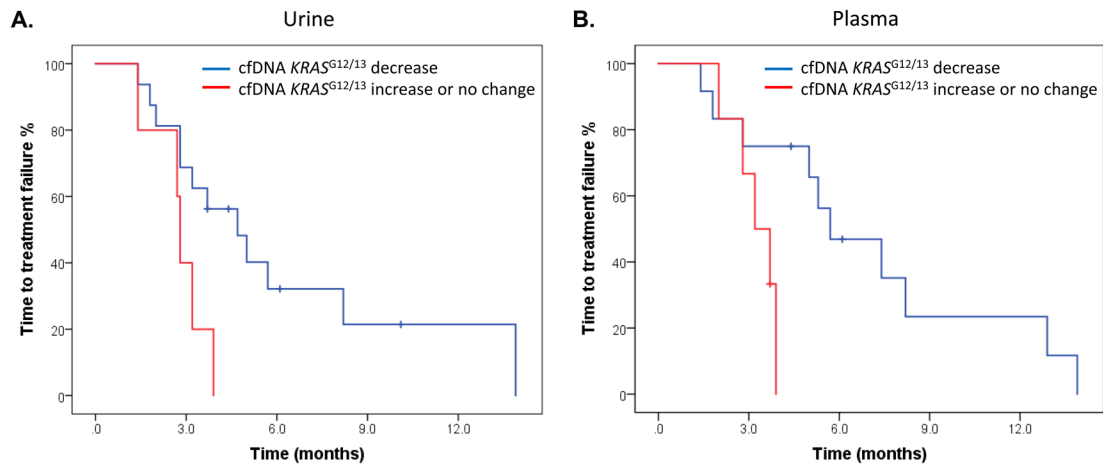 A.
Urine
cfDNA KRASG12/13 decrease
cfDNA KRASG12/13 increase or no change
Time to treatment failure %
100
80
60
40
20
0
.0 3.0 6.0 9.0 12.0
Time (months)
B.
Plasma
cfDNA KRASG12/13 decrease
cfDNA KRASG12/13 increase or no change
Time to treatment failure %
100
80
60
40
20
0
.0 3.0 6.0 9.0 12.0
Time (months)